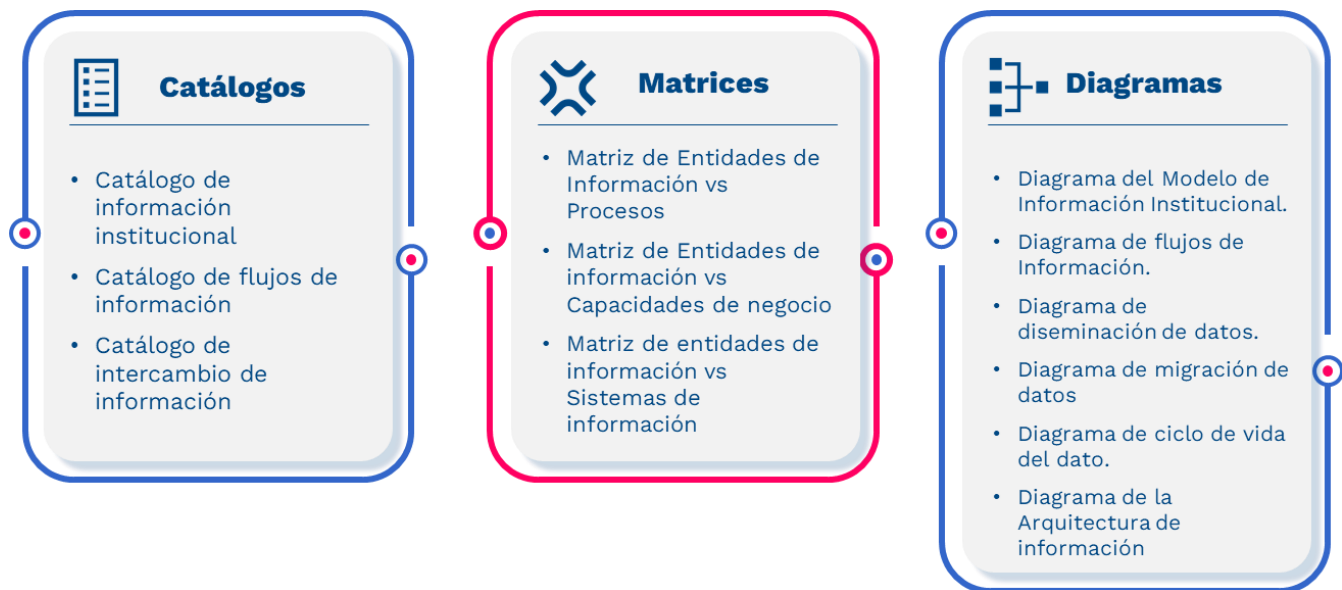 Catálogos
• Catálogo de
información
institucional
• Catálogo de flujos de
información
• Catálogo de
intercambio de
información
Matrices
• Matriz de Entidades de
Información vs
Procesos
• Matriz de Entidades de
información vs
Capacidades de negocio
• Matriz de entidades de
información vs
Sistemas de
información
Diagramas
• Diagrama del Modelo de
Información Institucional.
• Diagrama de flujos de
Información.
• Diagrama de
diseminación de datos.
• Diagrama de migración de
datos
• Diagrama de ciclo de vida
del dato.
• Diagrama de la
Arquitectura de
información